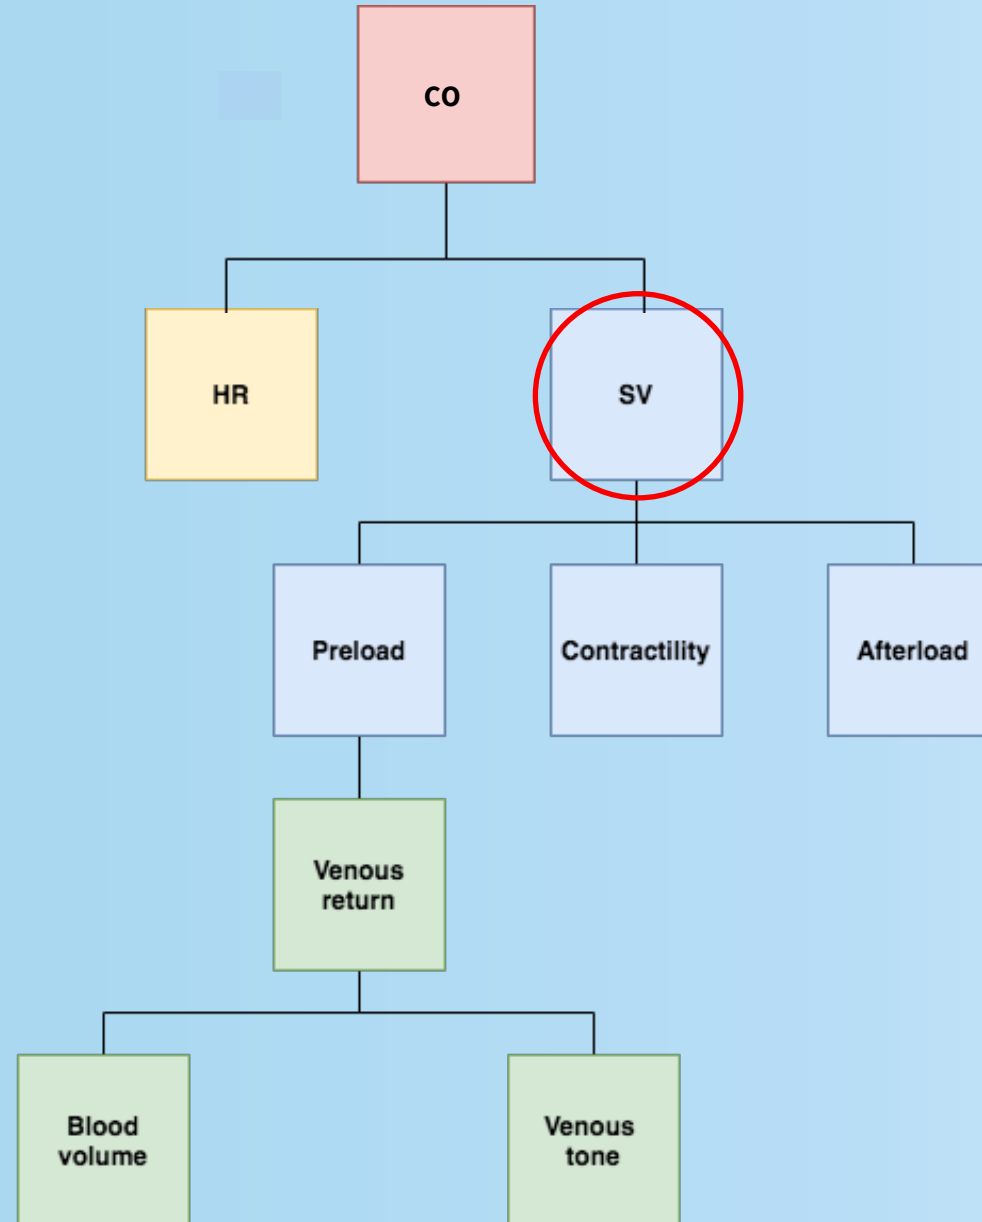 CO
HR
SV
Preload
Contractility
Afterload
Venous
return
Blood
volume
Venous
tone